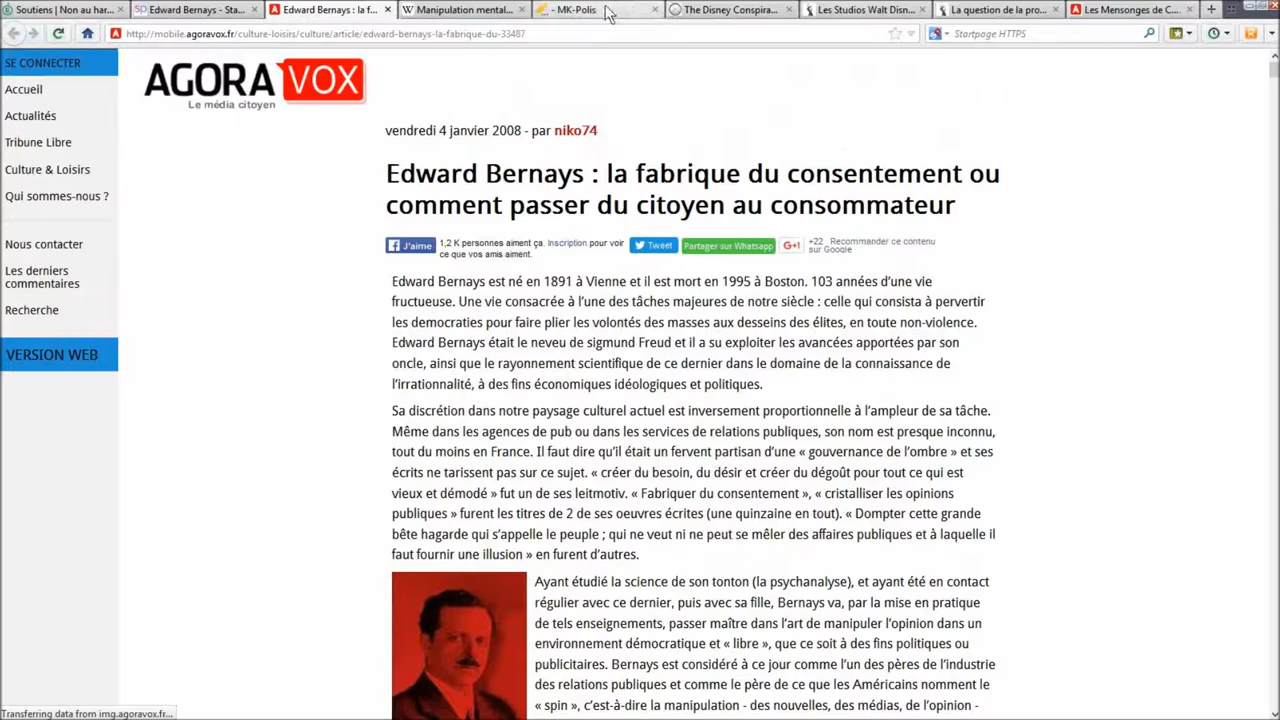 Soutiens | Non au har...
Edward Bernays - Sta...
Edward Bernays : la f...
Manipulation mental...
- MK-Polis
The Disney Conspira...
Les Studios Walt Disn...
La question de la pro...
Les Mensonges de C...
http://mobile.agoravox.fr/culture-loisirs/culture/article/edward-bernays-la-fabrique-du-33487
Startpage HTTPS
SE CONNECTER
Accueil
Actualités
Tribune Libre
Culture & Loisirs
Qui sommes-nous ?
Nous contacter
Les derniers
commentaires
Recherche
VERSION WEB
AGORA VOX
Le média citoyen
vendredi 4 janvier 2008 - par niko74
Edward Bernays : la fabrique du consentement ou
comment passer du citoyen au consommateur
J'aime
1,2 K personnes aiment ça. Inscription pour voir
ce que vos amis aiment.
Tweet
Partager sur Whatsapp
G+1
+22 Recommander ce contenu
sur Google
Edward Bernays est né en 1891 à Vienne et il est mort en 1995 à Boston. 103 années d'une vie
fructueuse. Une vie consacrée à l'une des tâches majeures de notre siècle : celle qui consista à pervertir
les democraties pour faire plier les volontés des masses aux desseins des élites, en toute non-violence.
Edward Bernays était le neveu de sigmund Freud et il a su exploiter les avancées apportées par son
oncle, ainsi que le rayonnement scientifique de ce dernier dans le domaine de la connaissance de
l'irrationnalité, à des fins économiques idéologiques et politiques.
Sa discrétion dans notre paysage culturel actuel est inversement proportionnelle à l'ampleur de sa tâche.
Même dans les agences de pub ou dans les services de relations publiques, son nom est presque inconnu,
tout du moins en France. Il faut dire qu'il était un fervent partisan d'une « gouvernance de l'ombre » et ses
écrits ne tarissent pas sur ce sujet. « créer du besoin, du désir et créer du dégoût pour tout ce qui est
vieux et démodé » fut un de ses leitmotiv. « Fabriquer du consentement », « cristalliser les opinions
publiques » furent les titres de 2 de ses oeuvres écrites (une quinzaine en tout). « Dompter cette grande
bête hagarde qui s'appelle le peuple ; qui ne veut ni ne peut se mêler des affaires publiques et à laquelle il
faut fournir une illusion » en furent d'autres.
Ayant étudié la science de son tonton (la psychanalyse), et ayant été en contact
régulier avec ce dernier, puis avec sa fille, Bernays va, par la mise en pratique
de tels enseignements, passer maître dans l'art de manipuler l'opinion dans un
environnement démocratique et « libre », que ce soit à des fins politiques ou
publicitaires. Bernays est considéré à ce jour comme l'un des pères de l'industrie
des relations publiques et comme le père de ce que les Américains nomment le
« spin », c'est-à-dire la manipulation - des nouvelles, des médias, de l'opinion -
Transferring data from img.agoravox.fr...